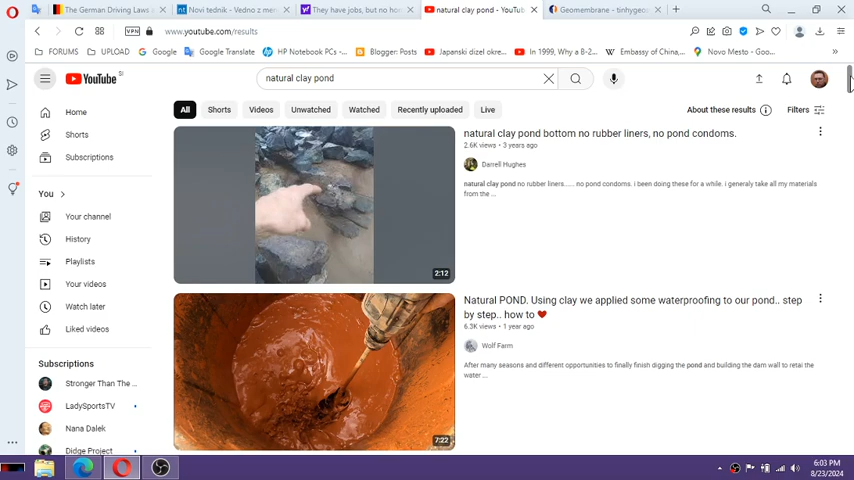 The German Driving Laws a
Novi tednik - Vedno z me
They have jobs, but no ho
natural clay pond - YouTub
Geomembrane - tinyhgeo
VPN
www.youtube.com/results
FORUMS
UPLOAD
Google
Google Translate
HP Notebook PCs -...
Blogger: Posts
Japanski dizel okre...
In 1999, Why a B-2...
Embassy of China,...
Novo Mesto - Goo...
YouTube SI
natural clay pond
All
Shorts
Videos
Unwatched
Watched
Recently uploaded
Live
About these results
Filters
Home
Shorts
Subscriptions
You
Your channel
History
Playlists
Your videos
Watch later
Liked videos
Subscriptions
Stronger Than The ...
LadySportsTV
Nana Dalek
Didge Project
natural clay pond bottom no rubber liners, no pond condoms.
2.6K views • 3 years ago
Darrell Hughes
natural clay pond no rubber liners...... no pond condoms. i been doing these for a while. i generaly take all my materials
from the ...
2:12
Natural POND. Using clay we applied some waterproofing to our pond.. step
by step.. how to ❤
6.3K views • 1 year ago
Wolf Farm
After many seasons and different opportunities to finally finish digging the pond and building the dam wall to retai the
water ...
7:22
6:03 PM
8/23/2024